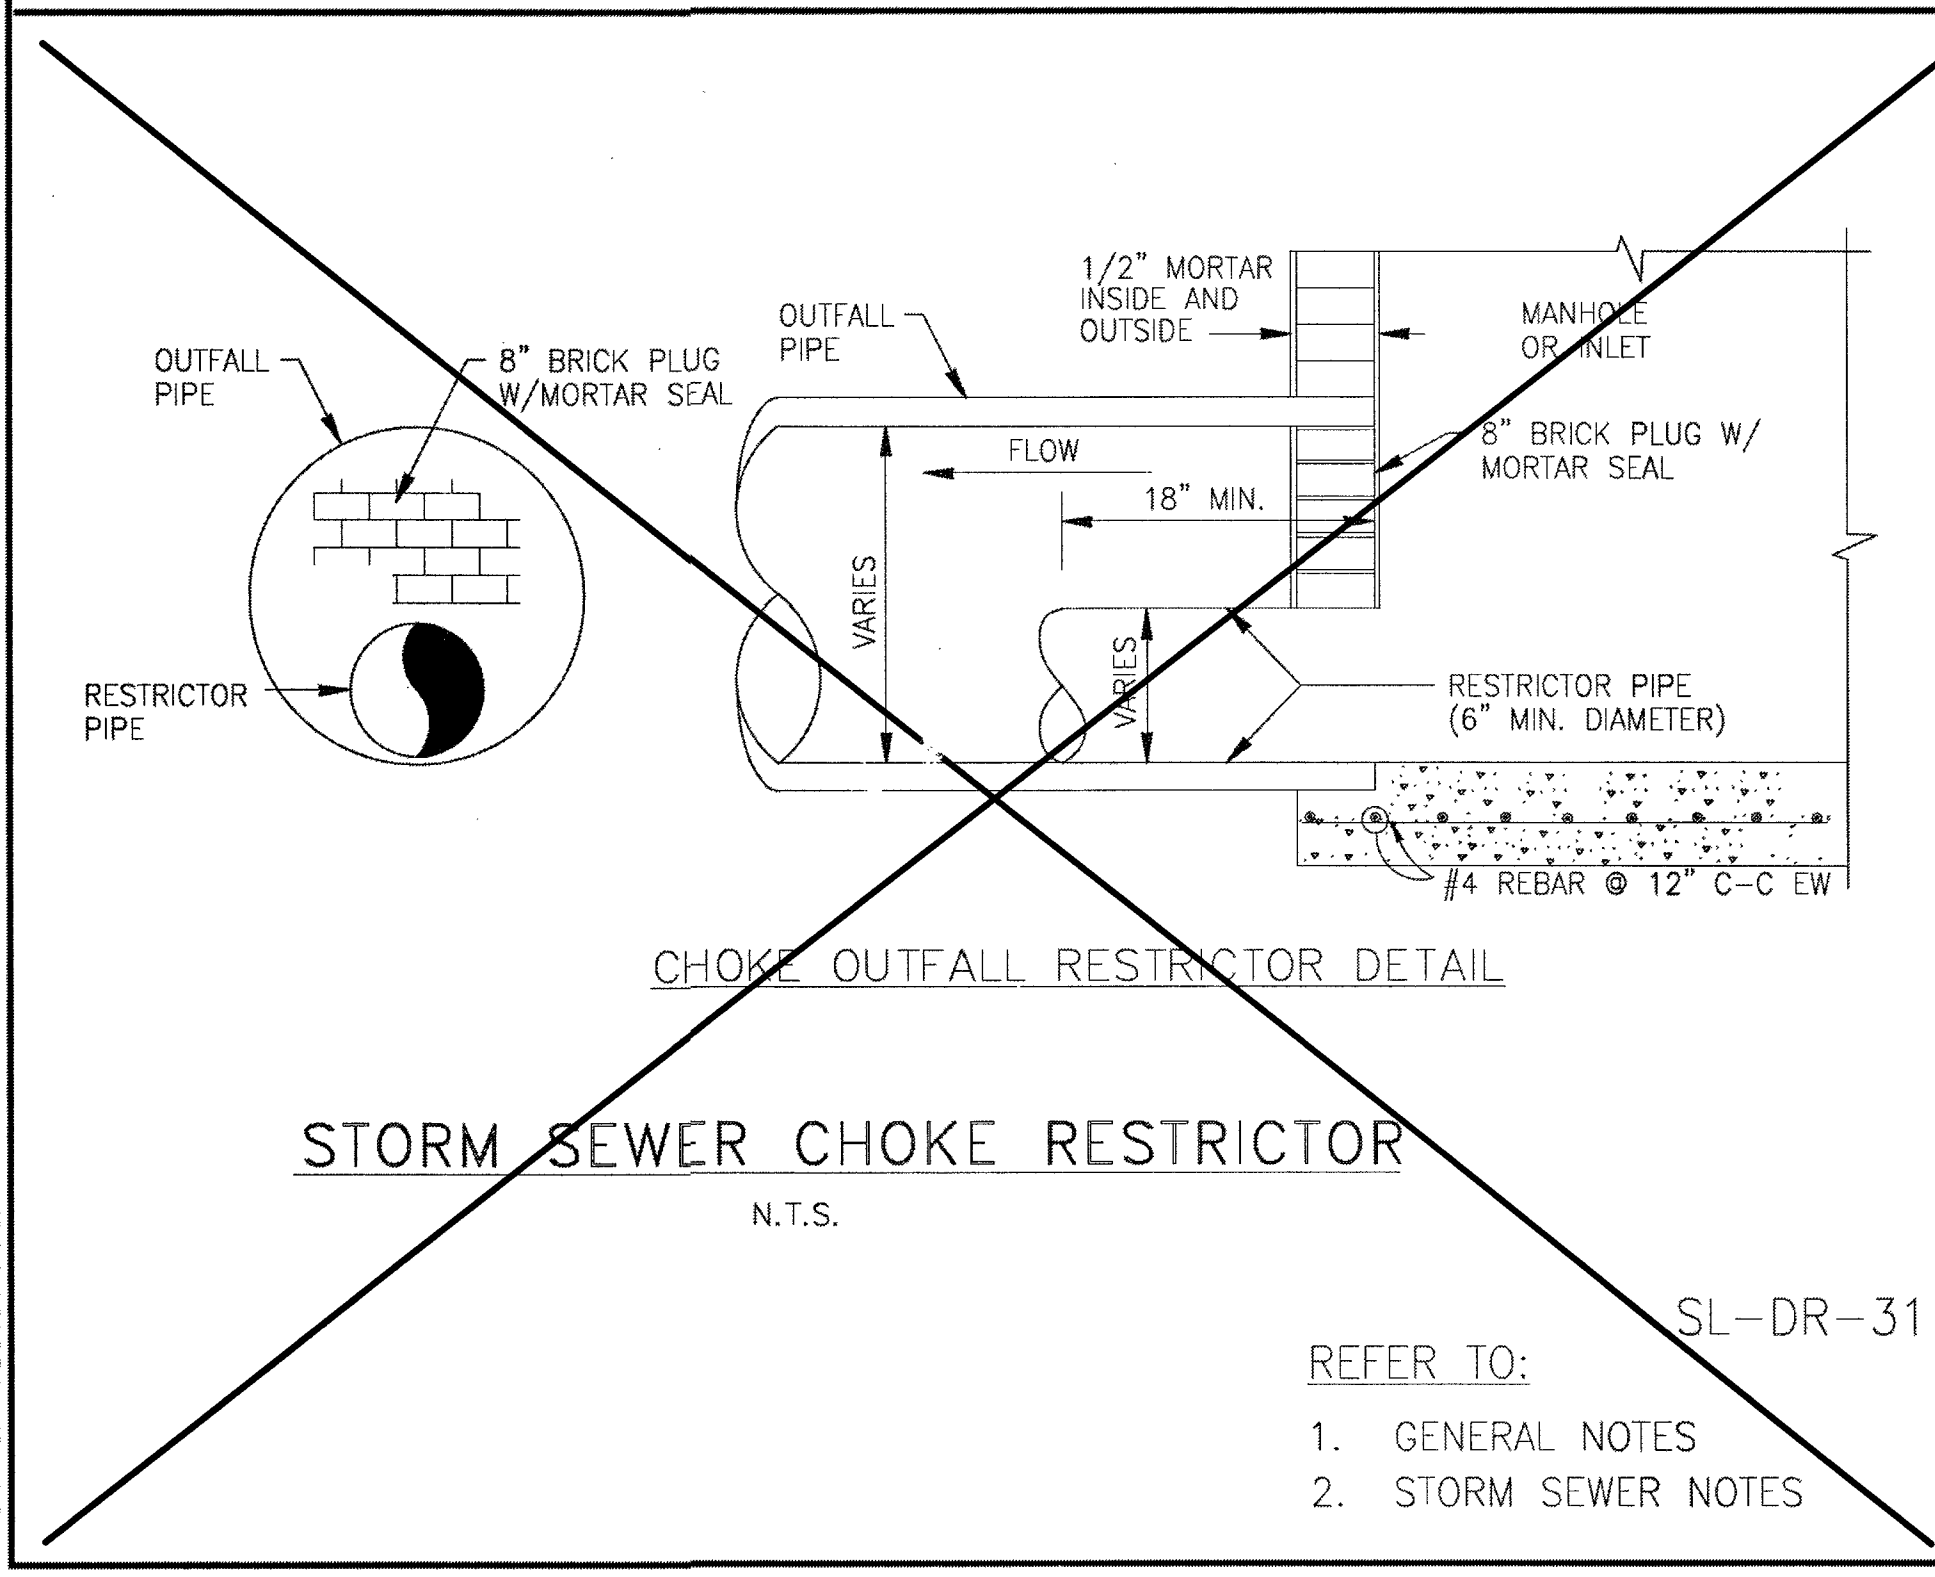 OUTFALL
PIPE
8" BRICK PLUG
W/MORTAR SEAL
RESTRICTOR
PIPE
OUTFALL
PIPE
1/2" MORTAR
INSIDE AND
OUTSIDE
MANHOLE
OR INLET
FLOW
18" MIN.
8" BRICK PLUG W/
MORTAR SEAL
VARIES
VARIES
RESTRICTOR PIPE
(6" MIN. DIAMETER)
#4 REBAR @ 12" C-C EW
CHOKE OUTFALL RESTRICTOR DETAIL
STORM SEWER CHOKE RESTRICTOR
N.T.S.
SL-DR-31
REFER TO:
1. GENERAL NOTES
2. STORM SEWER NOTES